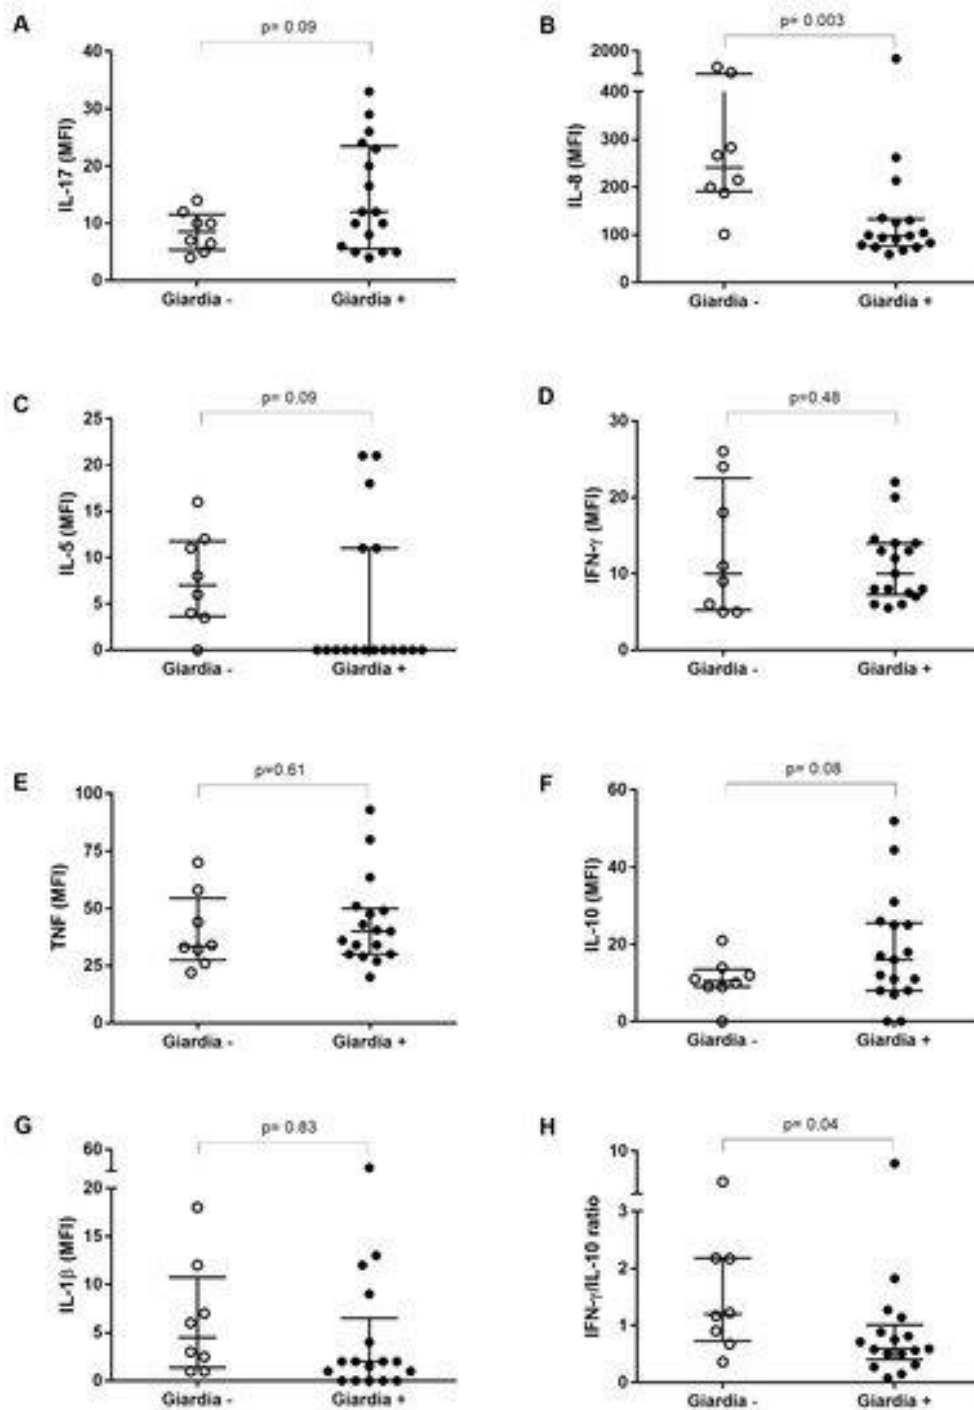 A
p= 0.09
40
30
20
10
0
IL-17 (MFI)
Giardia -
Giardia +
B
p= 0.003
2000
400
300
200
100
0
IL-8 (MFI)
Giardia -
Giardia +
C
p= 0.09
25
20
15
10
5
0
IL-5 (MFI)
Giardia -
Giardia +
D
p=0.48
30
20
10
0
IFN-γ (MFI)
Giardia -
Giardia +
E
p=0.61
100
75
50
25
0
TNF (MFI)
Giardia -
Giardia +
F
p= 0.08
60
40
20
0
IL-10 (MFI)
Giardia -
Giardia +
G
p= 0.83
60
20
15
10
5
0
IL-1β (MFI)
Giardia -
Giardia +
H
p= 0.04
10
3
2
1
0
IFN-γ/IL-10 ratio
Giardia -
Giardia +